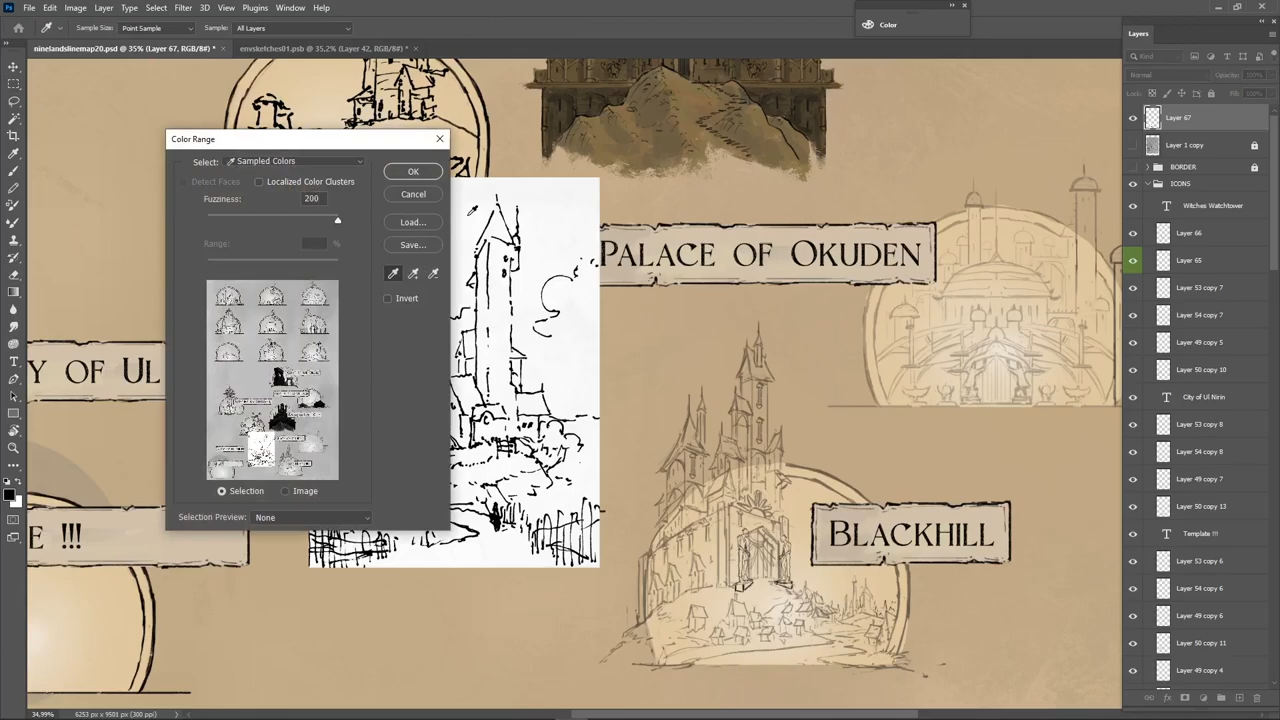 Ps File Edit Image Layer Type Select Filter 3D View Plugins Window Help
Sample Size: Point Sample Sample: All Layers
Color
ninelandslinemap20.psd @ 35% (Layer 67, RGB/8#) * ×
envsketches01.psb @ 35,2% (Layer 42, RGB/8#) * ×
Layers
Kind
Normal Opacity: 100%
Lock: Fill: 100%
Layer 67
Layer 1 copy
BORDER
ICONS
Witches Watchtower
Layer 66
Layer 65
Layer 53 copy 7
Layer 54 copy 7
Layer 49 copy 5
Layer 50 copy 10
City of Ul Nirin
Layer 53 copy 8
Layer 54 copy 8
Layer 49 copy 7
Layer 50 copy 13
Template !!!
Layer 53 copy 6
Layer 54 copy 6
Layer 49 copy 6
Layer 50 copy 11
Layer 49 copy 4
Color Range
Select: Sampled Colors
Detect Faces Localized Color Clusters
Fuzziness: 200
Range: %
OK
Cancel
Load...
Save...
Invert
Selection Image
Selection Preview: None
Palace of Okuden
Y of Ul
E !!!
Blackhill
34,99% 6253 px x 9501 px (300 ppi)